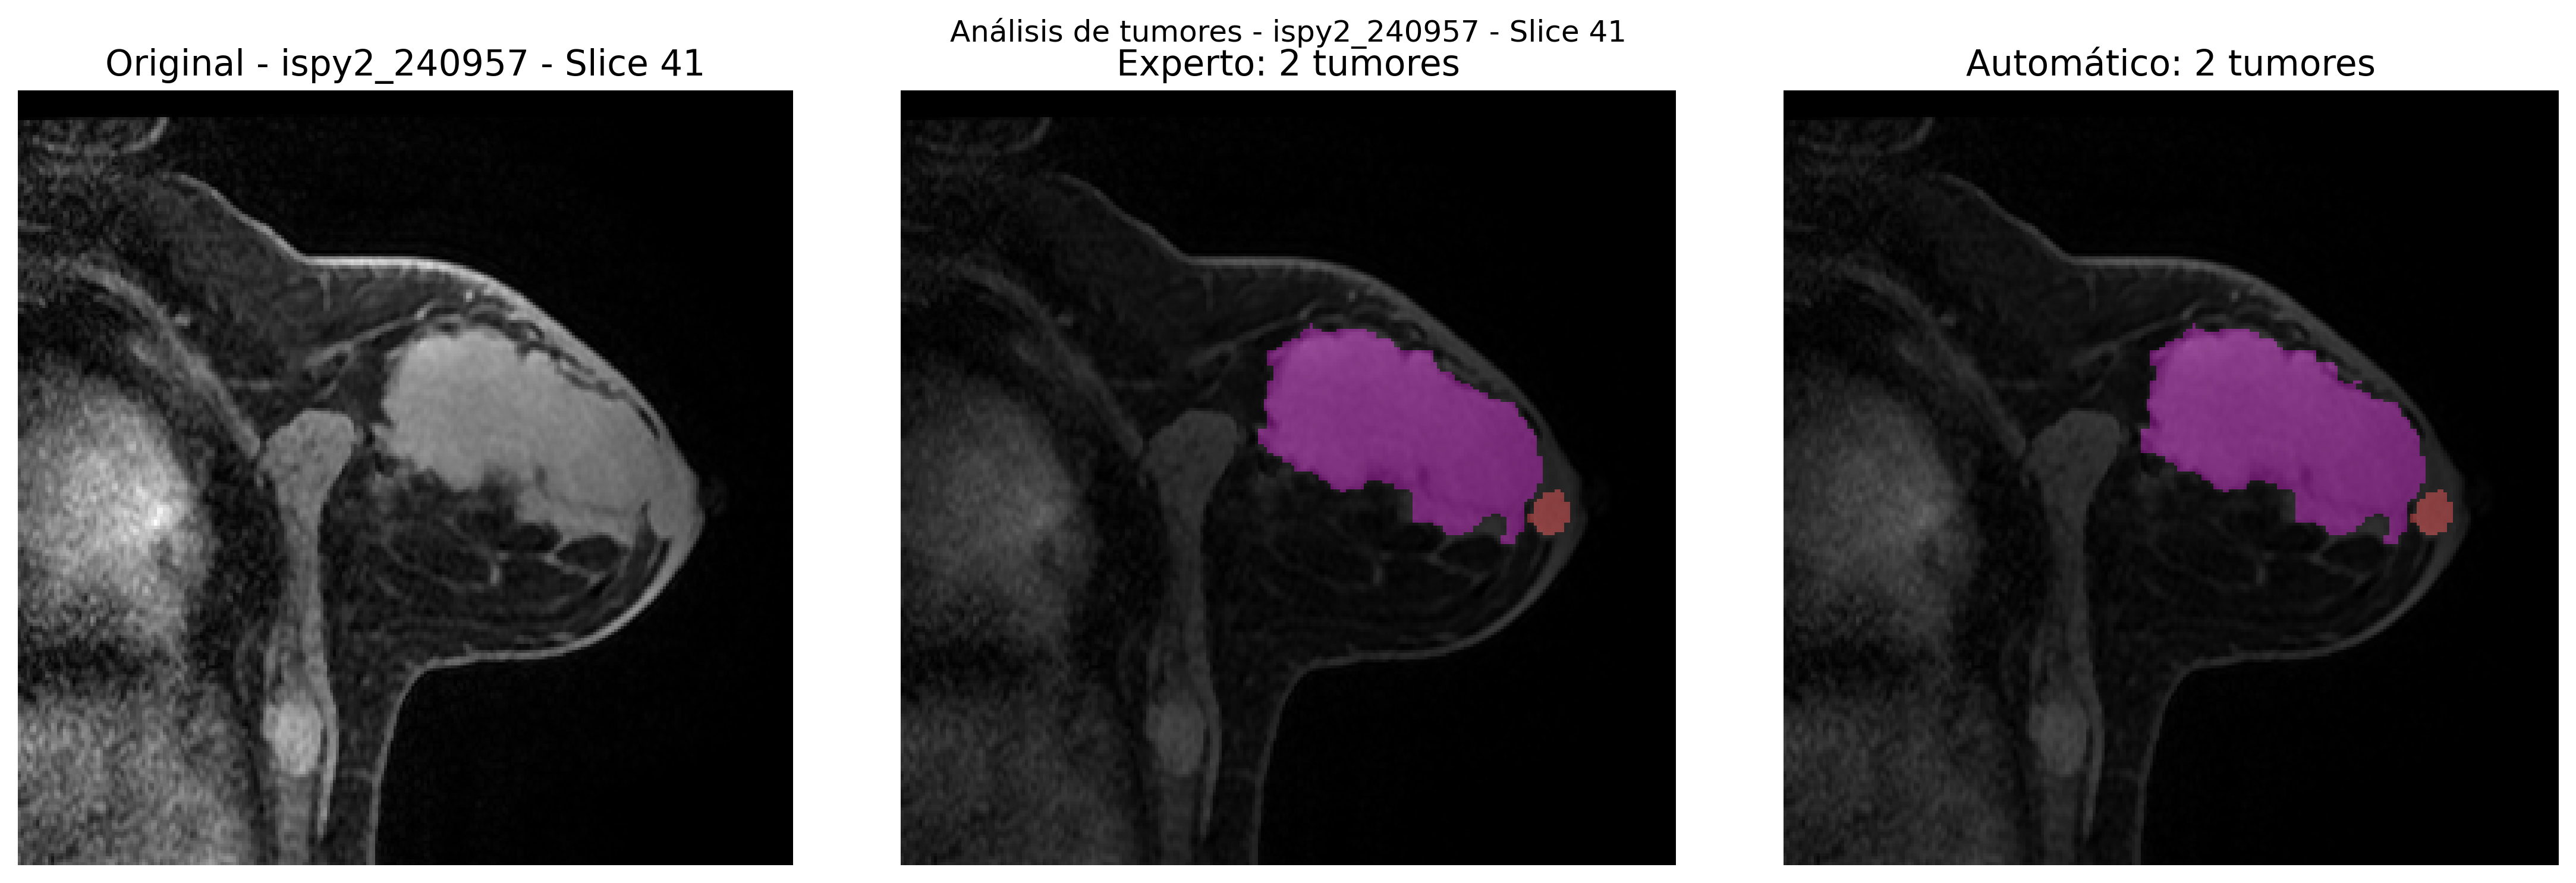 Análisis de tumores - ispy2_240957 - Slice 41
Original - ispy2_240957 - Slice 41
Experto: 2 tumores
Automático: 2 tumores